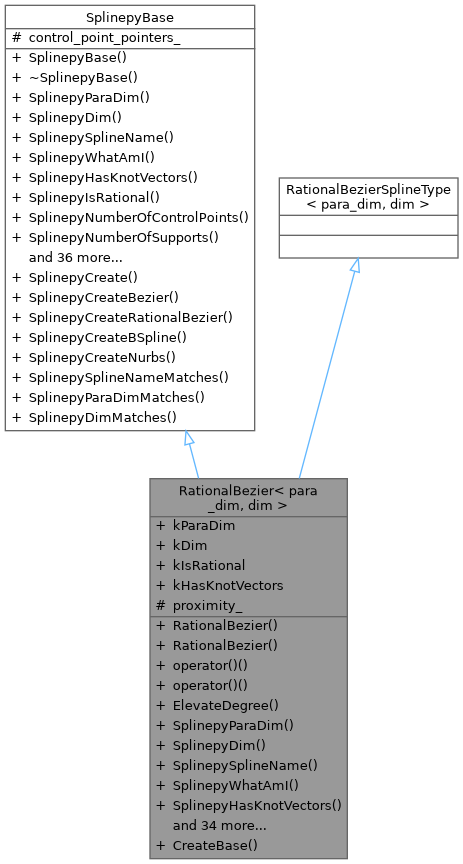 SplinepyBase
# control_point_pointers_
+ SplinepyBase()
+ ~SplinepyBase()
+ SplinepyParaDim()
+ SplinepyDim()
+ SplinepySplineName()
+ SplinepyWhatAmI()
+ SplinepyHasKnotVectors()
+ SplinepyIsRational()
+ SplinepyNumberOfControlPoints()
+ SplinepyNumberOfSupports()
and 36 more...
+ SplinepyCreate()
+ SplinepyCreateBezier()
+ SplinepyCreateRationalBezier()
+ SplinepyCreateBSpline()
+ SplinepyCreateNurbs()
+ SplinepySplineNameMatches()
+ SplinepyParaDimMatches()
+ SplinepyDimMatches()
RationalBezierSplineType
< para_dim, dim >
RationalBezier< para
_dim, dim >
+ kParaDim
+ kDim
+ kIsRational
+ kHasKnotVectors
# proximity_
+ RationalBezier()
+ RationalBezier()
+ operator()()
+ operator()()
+ ElevateDegree()
+ SplinepyParaDim()
+ SplinepyDim()
+ SplinepySplineName()
+ SplinepyWhatAmI()
+ SplinepyHasKnotVectors()
and 34 more...
+ CreateBase()